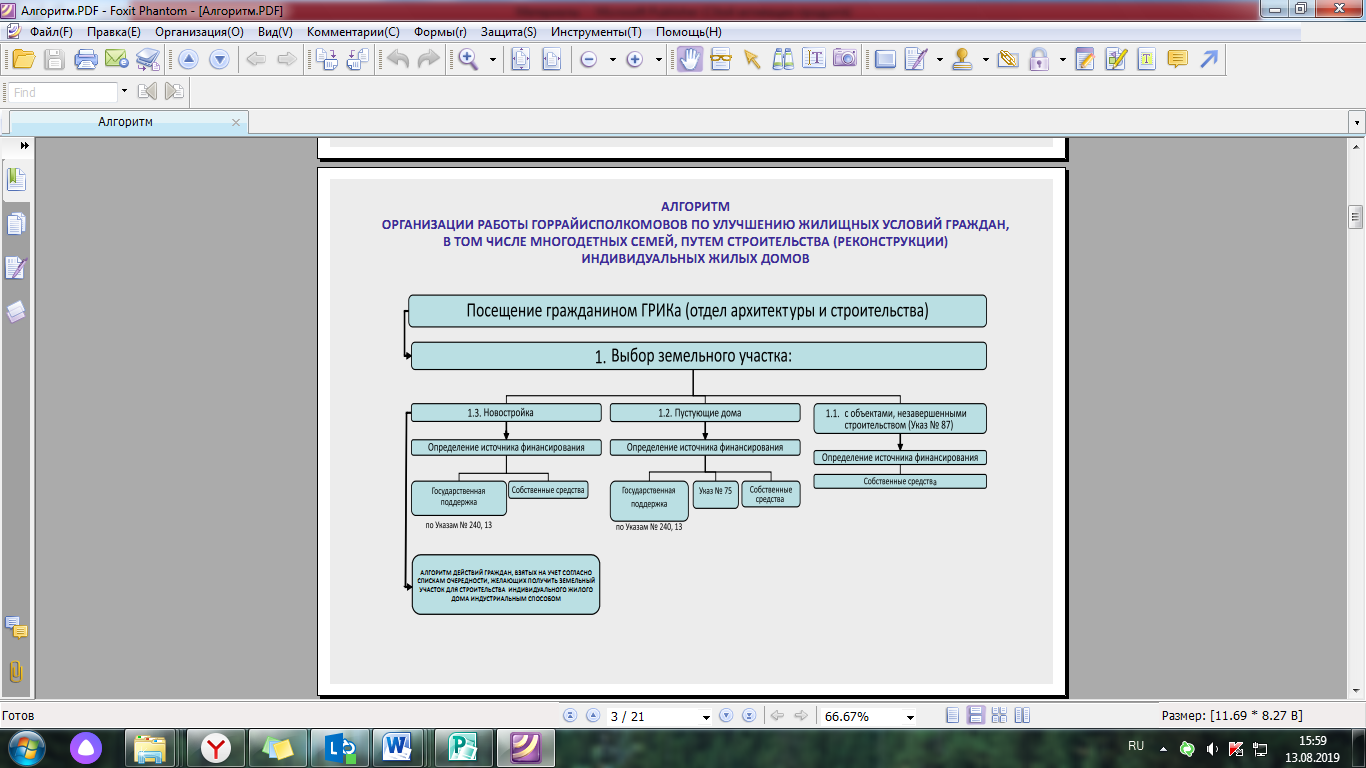 Алгоритм.PDF - Foxit Phantom - [Алгоритм.PDF]
Файл(F) Правка(E) Организация(O) Вид(V) Комментарии(C) Формы(r) Защита(S) Инструменты(T) Помощь(H)
Find
Алгоритм
АЛГОРИТМ
ОРГАНИЗАЦИИ РАБОТЫ ГОРРАЙИСПОЛКОМОВОВ ПО УЛУЧШЕНИЮ ЖИЛИЩНЫХ УСЛОВИЙ ГРАЖДАН,
В ТОМ ЧИСЛЕ МНОГОДЕТНЫХ СЕМЕЙ, ПУТЕМ СТРОИТЕЛЬСТВА (РЕКОНСТРУКЦИИ)
ИНДИВИДУАЛЬНЫХ ЖИЛЫХ ДОМОВ
Посещение гражданином ГРИКа (отдел архитектуры и строительства)
1. Выбор земельного участка:
1.3. Новостройка
Определение источника финансирования
Государственная
поддержка
Собственные средства
по Указам № 240, 13
1.2. Пустующие дома
Определение источника финансирования
Государственная
поддержка
Указ № 75
Собственные
средства
по Указам № 240, 13
1.1. с объектами, незавершенными
строительством (Указ № 87)
Определение источника финансирования
Собственные средства
АЛГОРИТМ ДЕЙСТВИЙ ГРАЖДАН, ВЗЯТЫХ НА УЧЕТ СОГЛАСНО
СПИСКАМ ОЧЕРЕДНОСТИ, ЖЕЛАЮЩИХ ПОЛУЧИТЬ ЗЕМЕЛЬНЫЙ
УЧАСТОК ДЛЯ СТРОИТЕЛЬСТВА ИНДИВИДУАЛЬНОГО ЖИЛОГО
ДОМА ИНДУСТРИАЛЬНЫМ СПОСОБОМ
Готов
3 / 21
66.67%
Размер: [11.69 * 8.27 В]
RU
15:59
13.08.2019